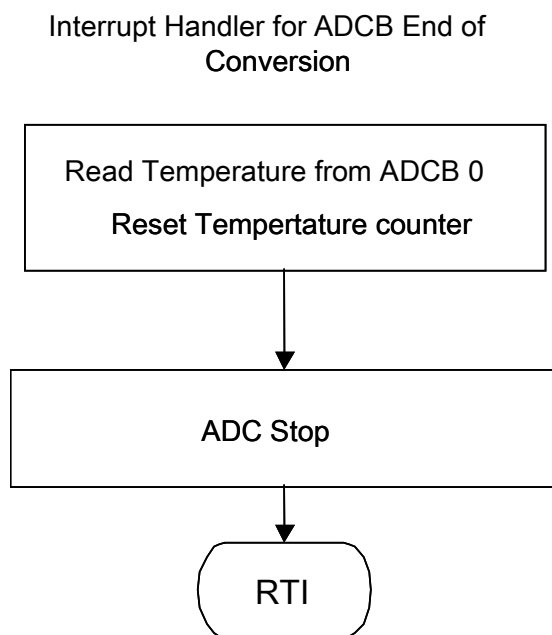 Interrupt Handler for ADCB End of
Conversion
Read Temperature from ADCB 0
Reset Tempertature counter
ADC Stop
RTI